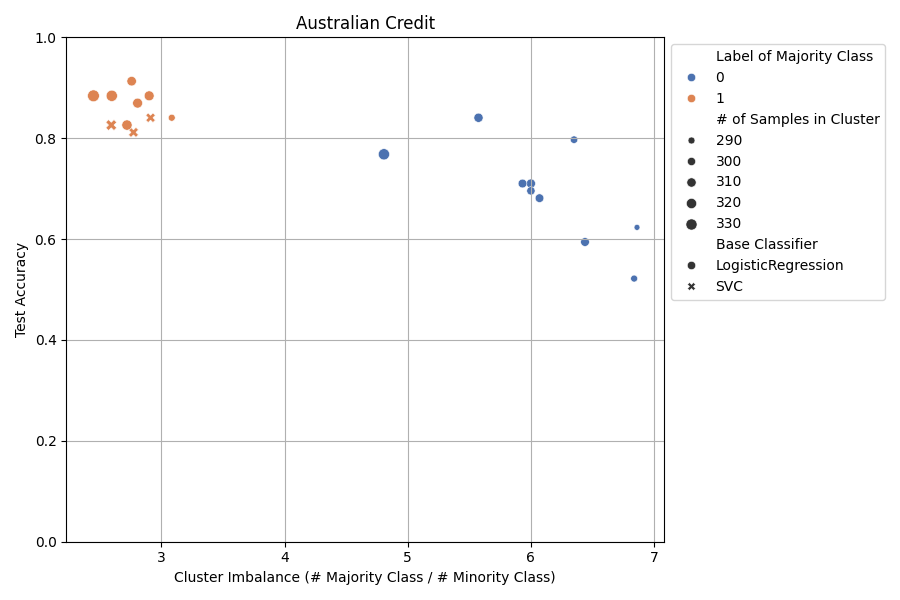 Australian Credit
1.0
0.8
0.6
0.4
0.2
0.0
Test Accuracy
3
4
5
6
7
Cluster Imbalance (# Majority Class / # Minority Class)
Label of Majority Class
0
1
# of Samples in Cluster
290
300
310
320
330
Base Classifier
LogisticRegression
SVC